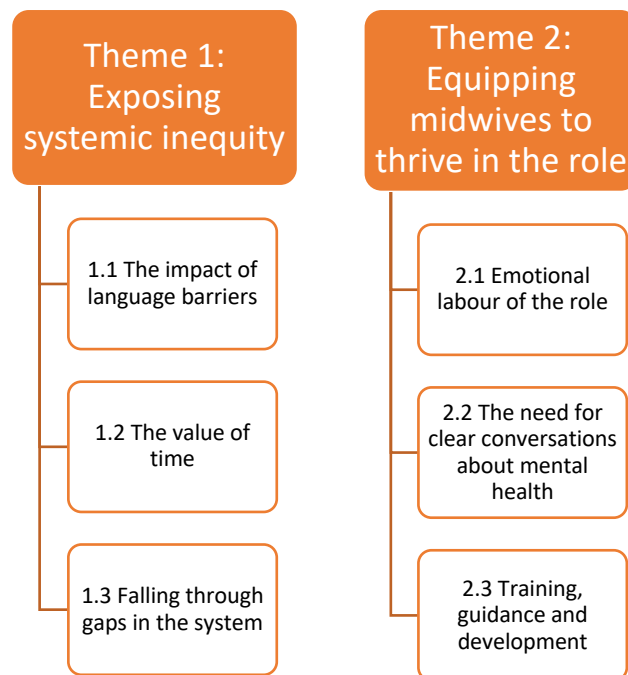 Theme 1:
Exposing
systemic inequity
1.1 The impact of
language barriers
1.2 The value of
time
1.3 Falling through
gaps in the system
Theme 2:
Equipping
midwives to
thrive in the role
2.1 Emotional
labour of the role
2.2 The need for
clear conversations
about mental
health
2.3 Training,
guidance and
development